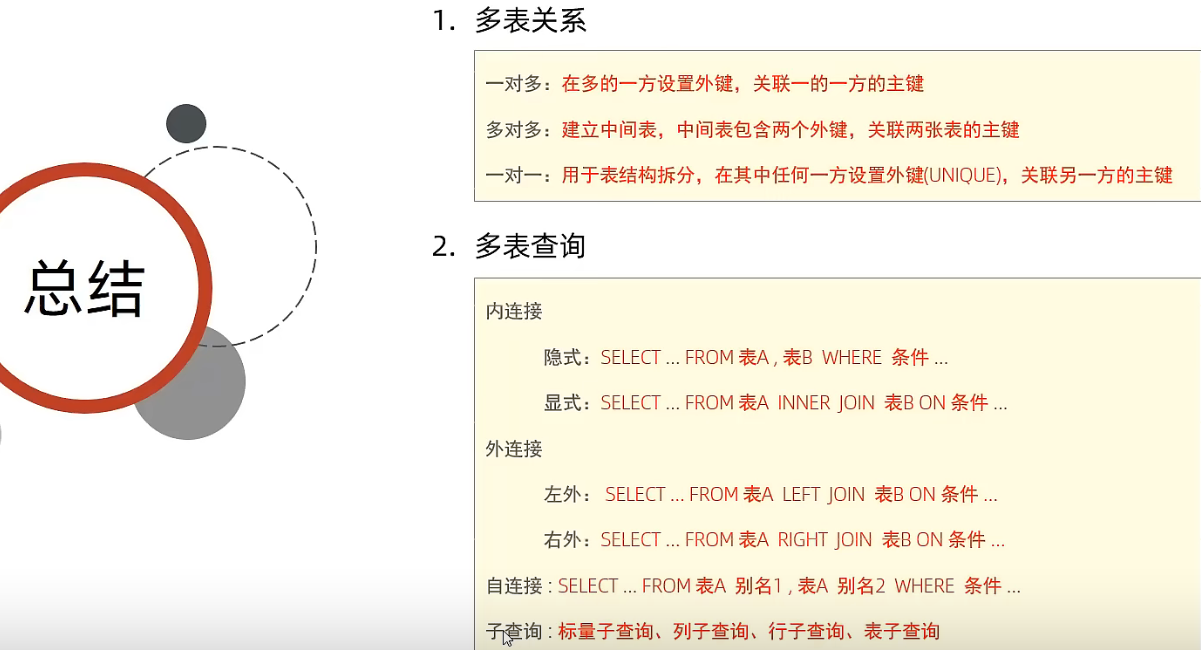 总结
1. 多表关系
一对多：在多的一方设置外键，关联一的一方的主键
多对多：建立中间表，中间表包含两个外键，关联两张表的主键
一对一：用于表结构拆分，在其中任何一方设置外键(UNIQUE)，关联另一方的主键
2. 多表查询
内连接
隐式：SELECT ... FROM 表A , 表B WHERE 条件 ...
显式：SELECT ... FROM 表A INNER JOIN 表B ON 条件 ...
外连接
左外： SELECT ... FROM 表A LEFT JOIN 表B ON 条件 ...
右外：SELECT ... FROM 表A RIGHT JOIN 表B ON 条件 ...
自连接 : SELECT ... FROM 表A 别名1 , 表A 别名2 WHERE 条件 ...
子查询 : 标量子查询、列子查询、行子查询、表子查询